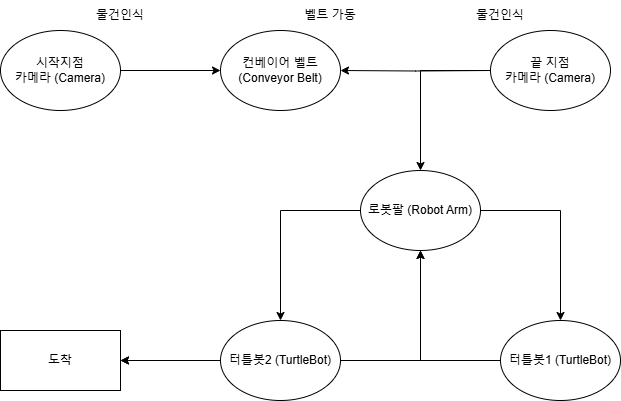 물건인식
벨트 가동
물건인식
시작지점
카메라 (Camera)
컨베이어 벨트
(Conveyor Belt)
끝 지점
카메라 (Camera)
로봇팔 (Robot Arm)
도착
터틀봇2 (TurtleBot)
터틀봇1 (TurtleBot)